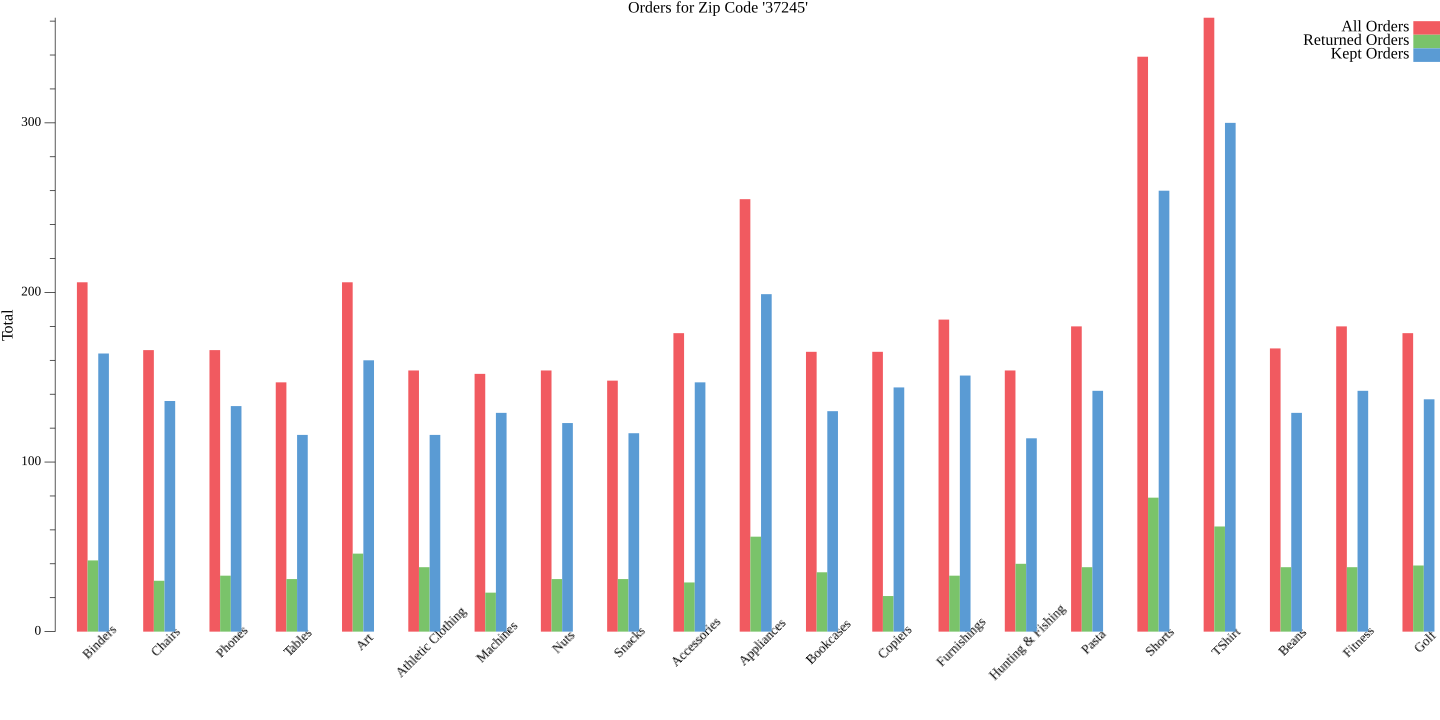 Orders for Zip Code '37245'
All Orders
Returned Orders
Kept Orders
Total
300
200
100
0
Binders
Chairs
Phones
Tables
Art
Athletic Clothing
Machines
Nuts
Snacks
Accessories
Appliances
Bookcases
Copiers
Furnishings
Hunting & Fishing
Pasta
Shorts
TShirt
Beans
Fitness
Golf